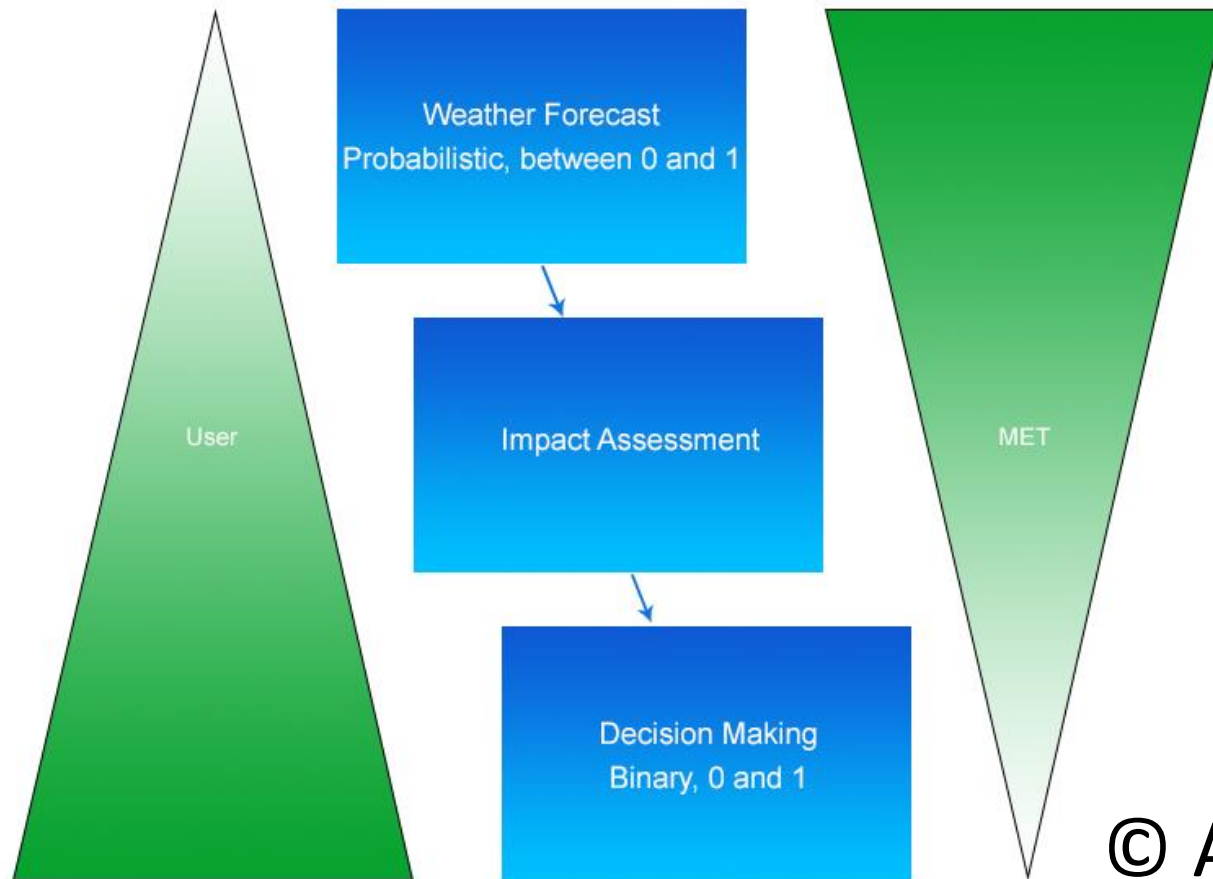 Weather Forecast
Probabilistic, between 0 and 1
User
Impact Assessment
MET
Decision Making
Binary, 0 and 1
©